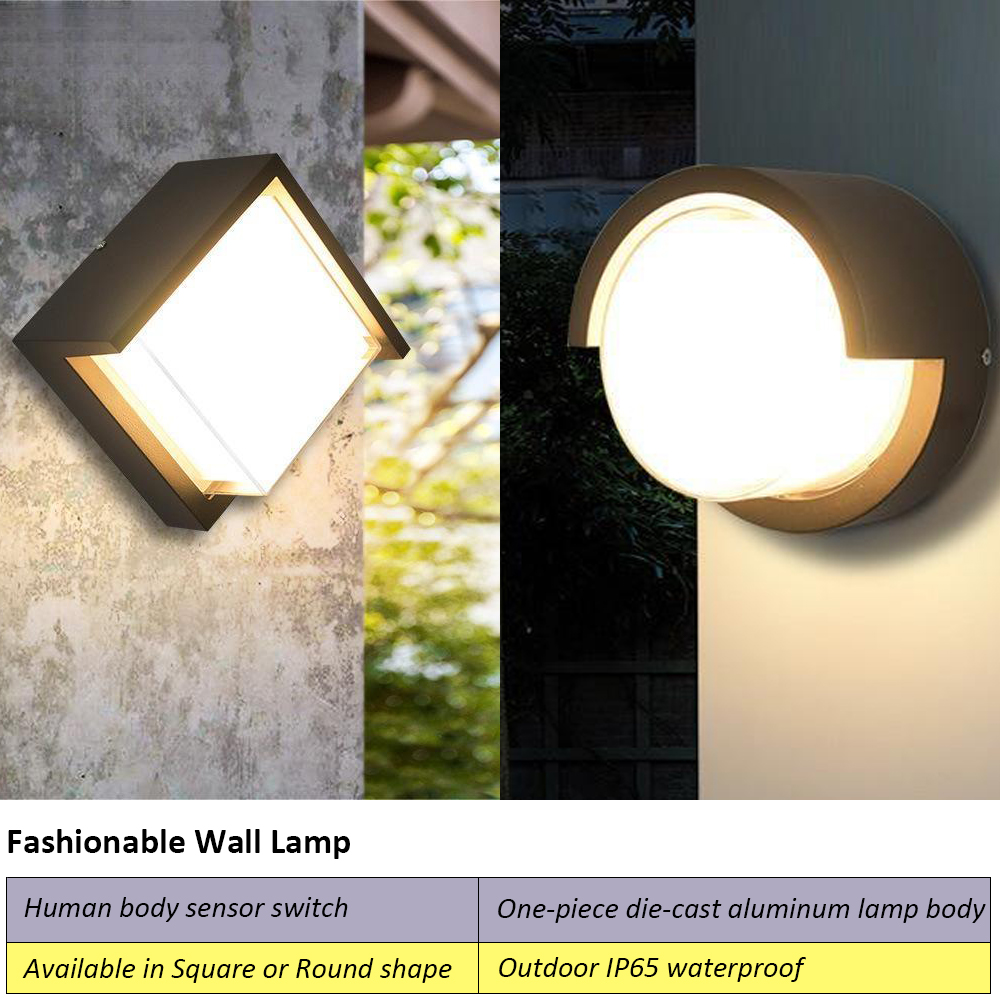 Fashionable Wall Lamp
Human body sensor switch
One-piece die-cast aluminum lamp body
Available in Square or Round shape
Outdoor IP65 waterproof